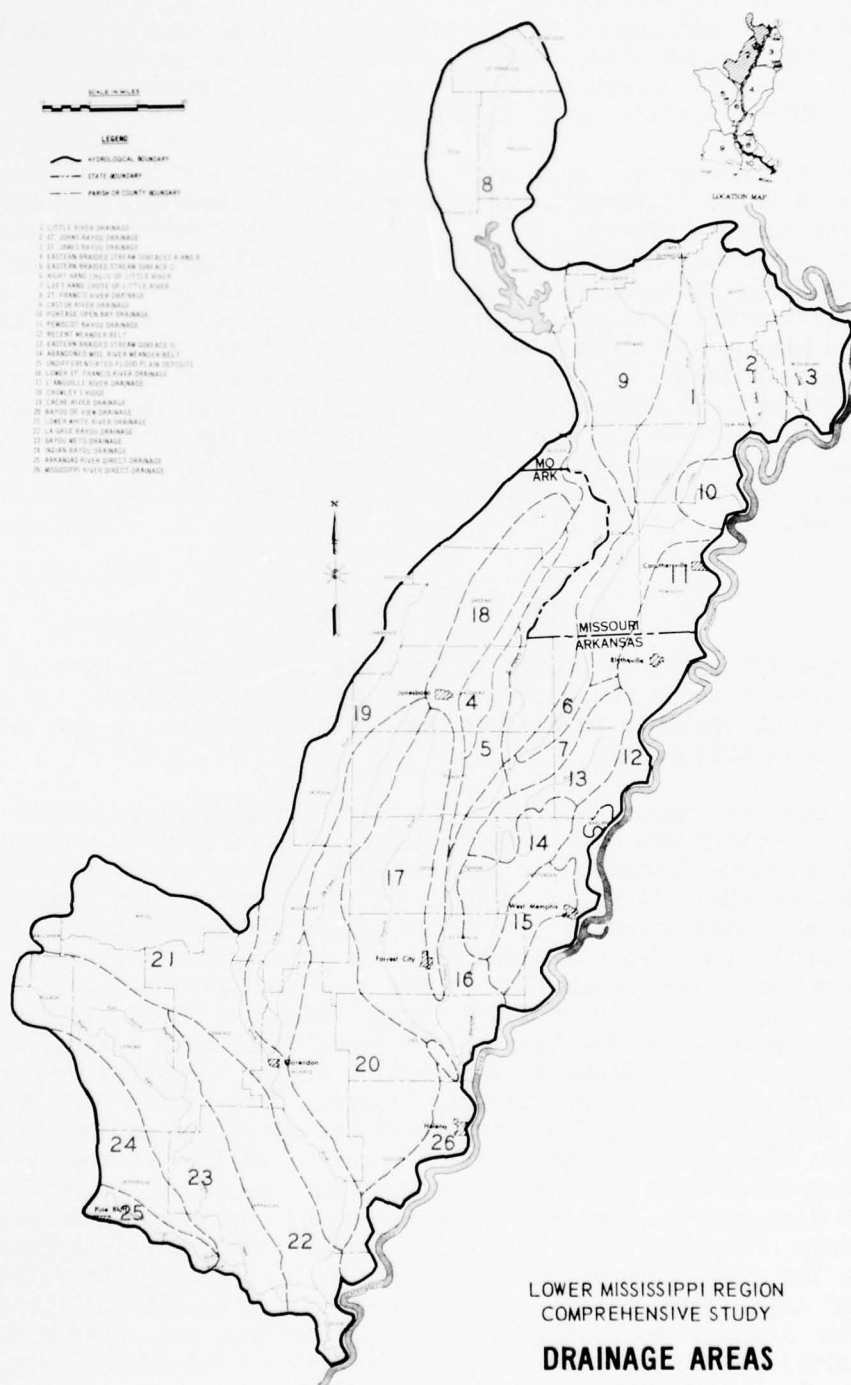 SCALE IN MILES
LEGEND
HYDROLOGICAL BOUNDARY
STATE BOUNDARY
PARISH OR COUNTY BOUNDARY
1 LITTLE RIVER DRAINAGE
2 ST. JOHNS BAYOU DRAINAGE
3 ST. JAMES BAYOU DRAINAGE
4 EASTERN BRAIDED STREAM SURFACES A AND B
5 EASTERN BRAIDED STREAM SURFACE C
6 RIGHT HAND CHUTE OF LITTLE RIVER
7 LEFT HAND CHUTE OF LITTLE RIVER
8 ST. FRANCIS RIVER DRAINAGE
9 CASTOR RIVER DRAINAGE
10 PORTAGE OPEN BAY DRAINAGE
11 PEMISCOT BAYOU DRAINAGE
12 RECENT MEANDER BELT
13 EASTERN BRAIDED STREAM SURFACE D
14 ABANDONED MISS. RIVER MEANDER BELT
15 UNDIFFERENTIATED FLOOD PLAIN DEPOSITS
16 LOWER ST. FRANCIS RIVER DRAINAGE
17 L'ANGUILLE RIVER DRAINAGE
18 CROWLEY'S RIDGE
19 CACHE RIVER DRAINAGE
20 BAYOU DE VIEW DRAINAGE
21 LOWER WHITE RIVER DRAINAGE
22 LA GRUE BAYOU DRAINAGE
23 BAYOU METO DRAINAGE
24 INDIAN BAYOU DRAINAGE
25 ARKANSAS RIVER DIRECT DRAINAGE
26 MISSISSIPPI RIVER DIRECT DRAINAGE
LOCATION MAP
8
9
1
2
3
MO
ARK
10
Caruthersville
11
N
18
MISSOURI
ARKANSAS
Blytheville
Jonesboro
4
19
6
5
7
12
13
14
17
15
West Memphis
Forrest City
16
21
Clarendon
20
Helena
26
24
23
Pine Bluff
25
22
LOWER MISSISSIPPI REGION
COMPREHENSIVE STUDY
DRAINAGE AREAS